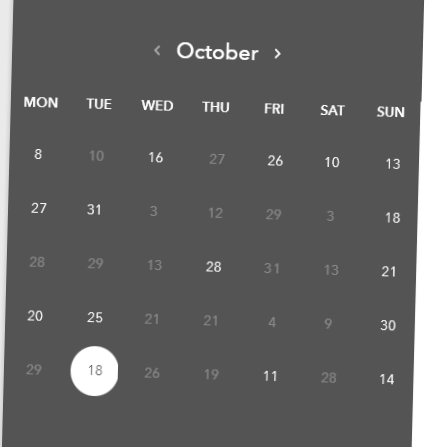 ‹ October ›
MON TUE WED THU FRI SAT SUN
8 10 16 27 26 10 13
27 31 3 12 29 3 18
28 29 13 28 31 13 21
20 25 21 21 4 9 30
29 18 26 19 11 28 14